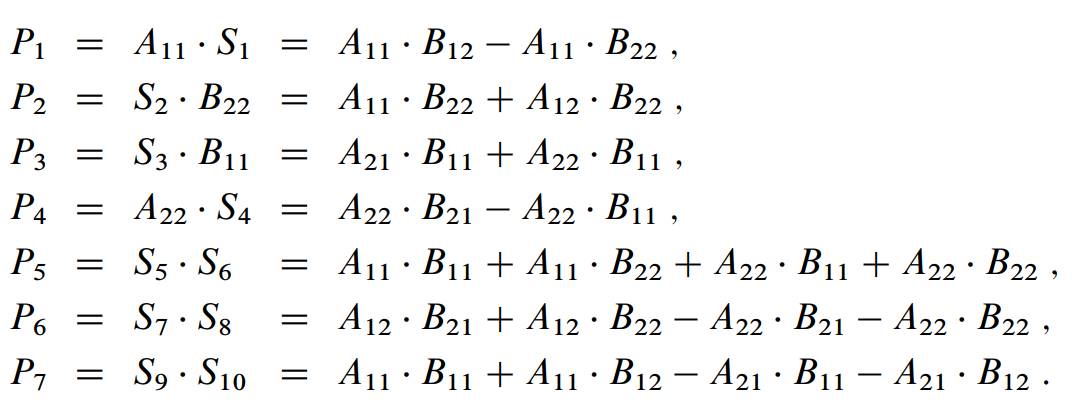 P₁ = A₁₁ · S₁ = A₁₁ · B₁₂ − A₁₁ · B₂₂ ,
P₂ = S₂ · B₂₂ = A₁₁ · B₂₂ + A₁₂ · B₂₂ ,
P₃ = S₃ · B₁₁ = A₂₁ · B₁₁ + A₂₂ · B₁₁ ,
P₄ = A₂₂ · S₄ = A₂₂ · B₂₁ − A₂₂ · B₁₁ ,
P₅ = S₅ · S₆ = A₁₁ · B₁₁ + A₁₁ · B₂₂ + A₂₂ · B₁₁ + A₂₂ · B₂₂ ,
P₆ = S₇ · S₈ = A₁₂ · B₂₁ + A₁₂ · B₂₂ − A₂₂ · B₂₁ − A₂₂ · B₂₂ ,
P₇ = S₉ · S₁₀ = A₁₁ · B₁₁ + A₁₁ · B₁₂ − A₂₁ · B₁₁ − A₂₁ · B₁₂ .